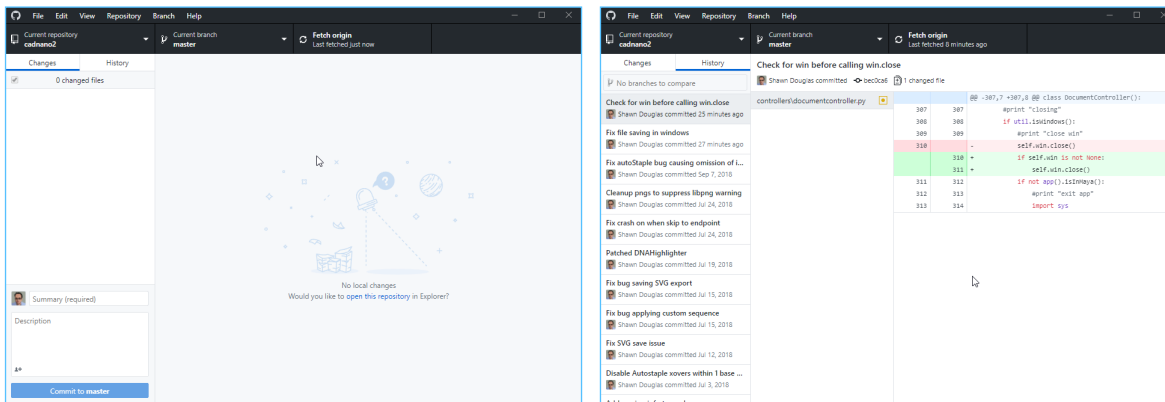 File Edit View Repository Branch Help
Current repository
cadnano2
Current branch
master
Fetch origin
Last fetched just now
Changes History
0 changed files
No local changes
Would you like to open this repository in Explorer?
Summary (required)
Description
Commit to master
File Edit View Repository Branch Help
Current repository
cadnano2
Current branch
master
Fetch origin
Last fetched 8 minutes ago
Changes History
No branches to compare
Check for win before calling win.close
Shawn Douglas committed 25 minutes ago
Fix file saving in windows
Shawn Douglas committed 27 minutes ago
Fix autoStaple bug causing omission of i...
Shawn Douglas committed Sep 7, 2018
Cleanup pngs to suppress libpng warning
Shawn Douglas committed Jul 24, 2018
Fix crash on when skip to endpoint
Shawn Douglas committed Jul 24, 2018
Patched DNAHighlighter
Shawn Douglas committed Jul 19, 2018
Fix bug saving SVG export
Shawn Douglas committed Jul 15, 2018
Fix bug applying custom sequence
Shawn Douglas committed Jul 15, 2018
Fix SVG save issue
Shawn Douglas committed Jul 12, 2018
Disable Autostaple xovers within 1 base ...
Shawn Douglas committed Jul 3, 2018
Check for win before calling win.close
Shawn Douglas committed bec0ca6 1 changed file
controllers\documentcontroller.py
@@ -307,7 +307,8 @@ class DocumentController():
307 307 #print "closing"
308 308 if util.isWindows():
309 309 #print "close win"
310 - self.win.close()
310 + if self.win is not None:
311 + self.win.close()
311 312 if not app().isInMaya():
312 313 #print "exit app"
313 314 import sys